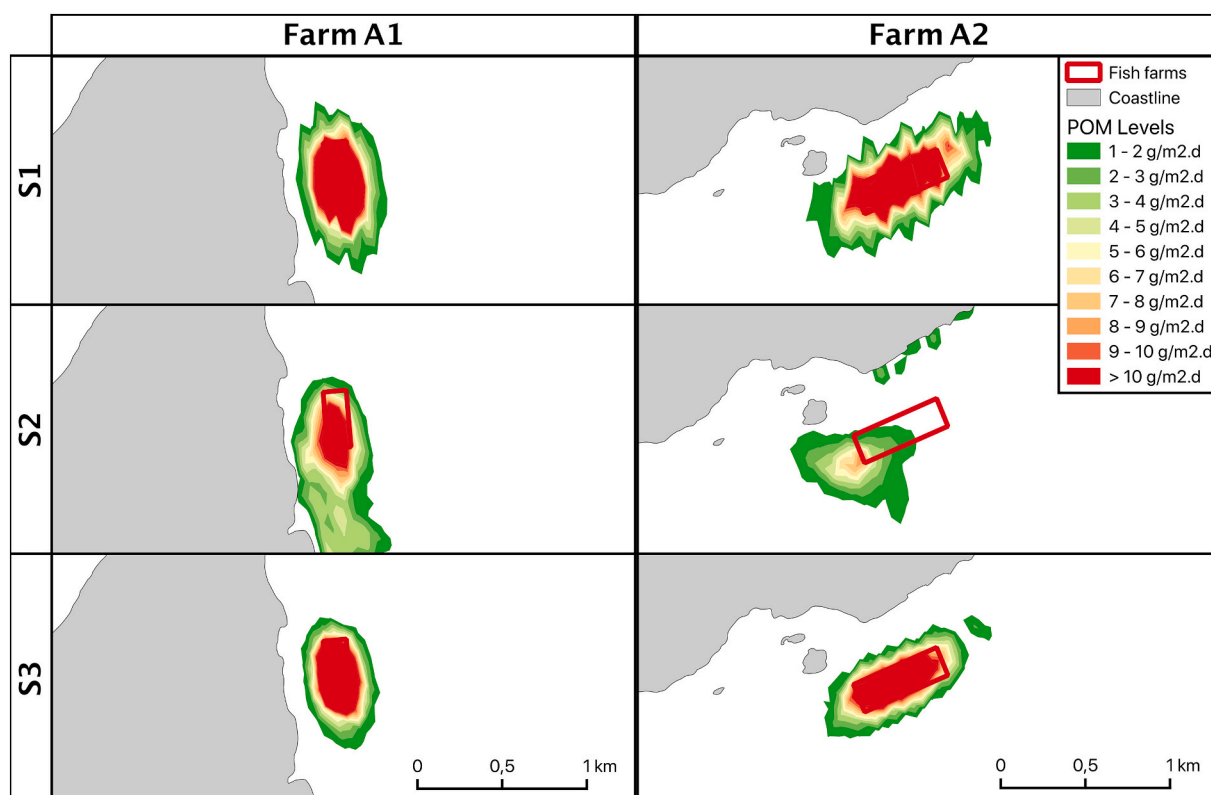 Farm A1
Farm A2
S1
Fish farms
Coastline
POM Levels
1 - 2 g/m2.d
2 - 3 g/m2.d
3 - 4 g/m2.d
4 - 5 g/m2.d
5 - 6 g/m2.d
6 - 7 g/m2.d
7 - 8 g/m2.d
8 - 9 g/m2.d
9 - 10 g/m2.d
> 10 g/m2.d
S2
S3
0 0,5 1 km
0 0,5 1 km